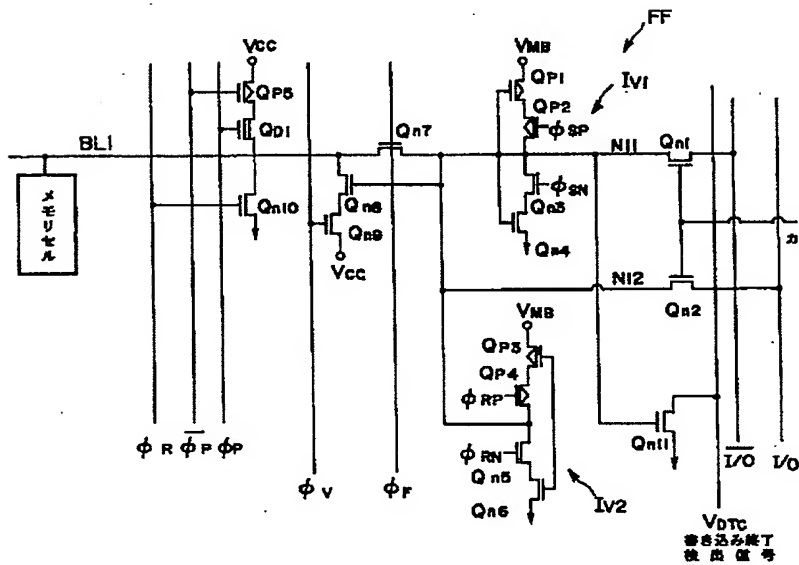 FF
VCC
VMB
QP1
IV1
QP5
QP2
QD1
Qn7
φSP
BL1
N11
Qn1
φSN
メモリセル
Qn10
Qn8
Qn3
Qn9
Qn4
カ
VCC
N12
Qn2
VMB
QP3
QP4
φRP
Qn11
φR
φP
φP
φRN
I/O
I/O
φV
φF
Qn5
Qn6
IV2
VDTC
書き込み終了
検出信号